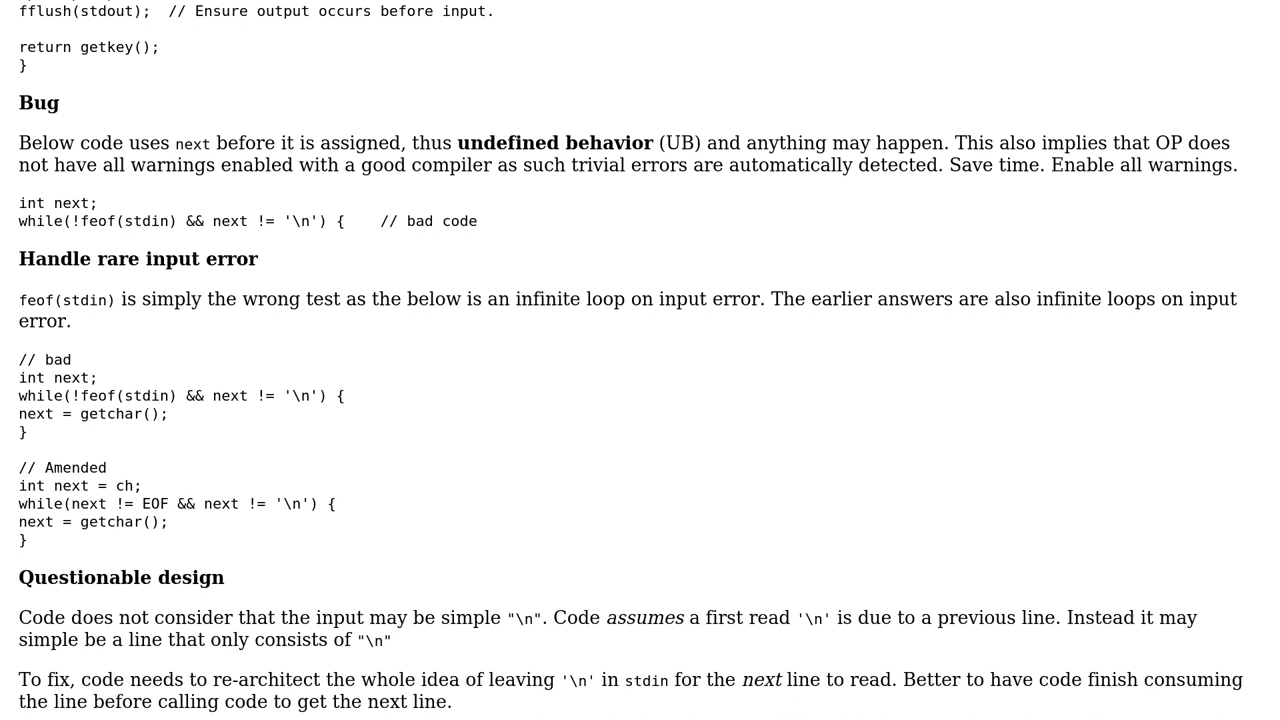 fflush(stdout);  // Ensure output occurs before input.
return getkey();
}
Bug
Below code uses next before it is assigned, thus undefined behavior (UB) and anything may happen. This also implies that OP does
not have all warnings enabled with a good compiler as such trivial errors are automatically detected. Save time. Enable all warnings.
int next;
while(!feof(stdin) && next != '\n') {    // bad code
Handle rare input error
feof(stdin) is simply the wrong test as the below is an infinite loop on input error. The earlier answers are also infinite loops on input
error.
// bad
int next;
while(!feof(stdin) && next != '\n') {
next = getchar();
}
// Amended
int next = ch;
while(next != EOF && next != '\n') {
next = getchar();
}
Questionable design
Code does not consider that the input may be simple "\n". Code assumes a first read '\n' is due to a previous line. Instead it may
simple be a line that only consists of "\n"
To fix, code needs to re-architect the whole idea of leaving '\n' in stdin for the next line to read. Better to have code finish consuming
the line before calling code to get the next line.